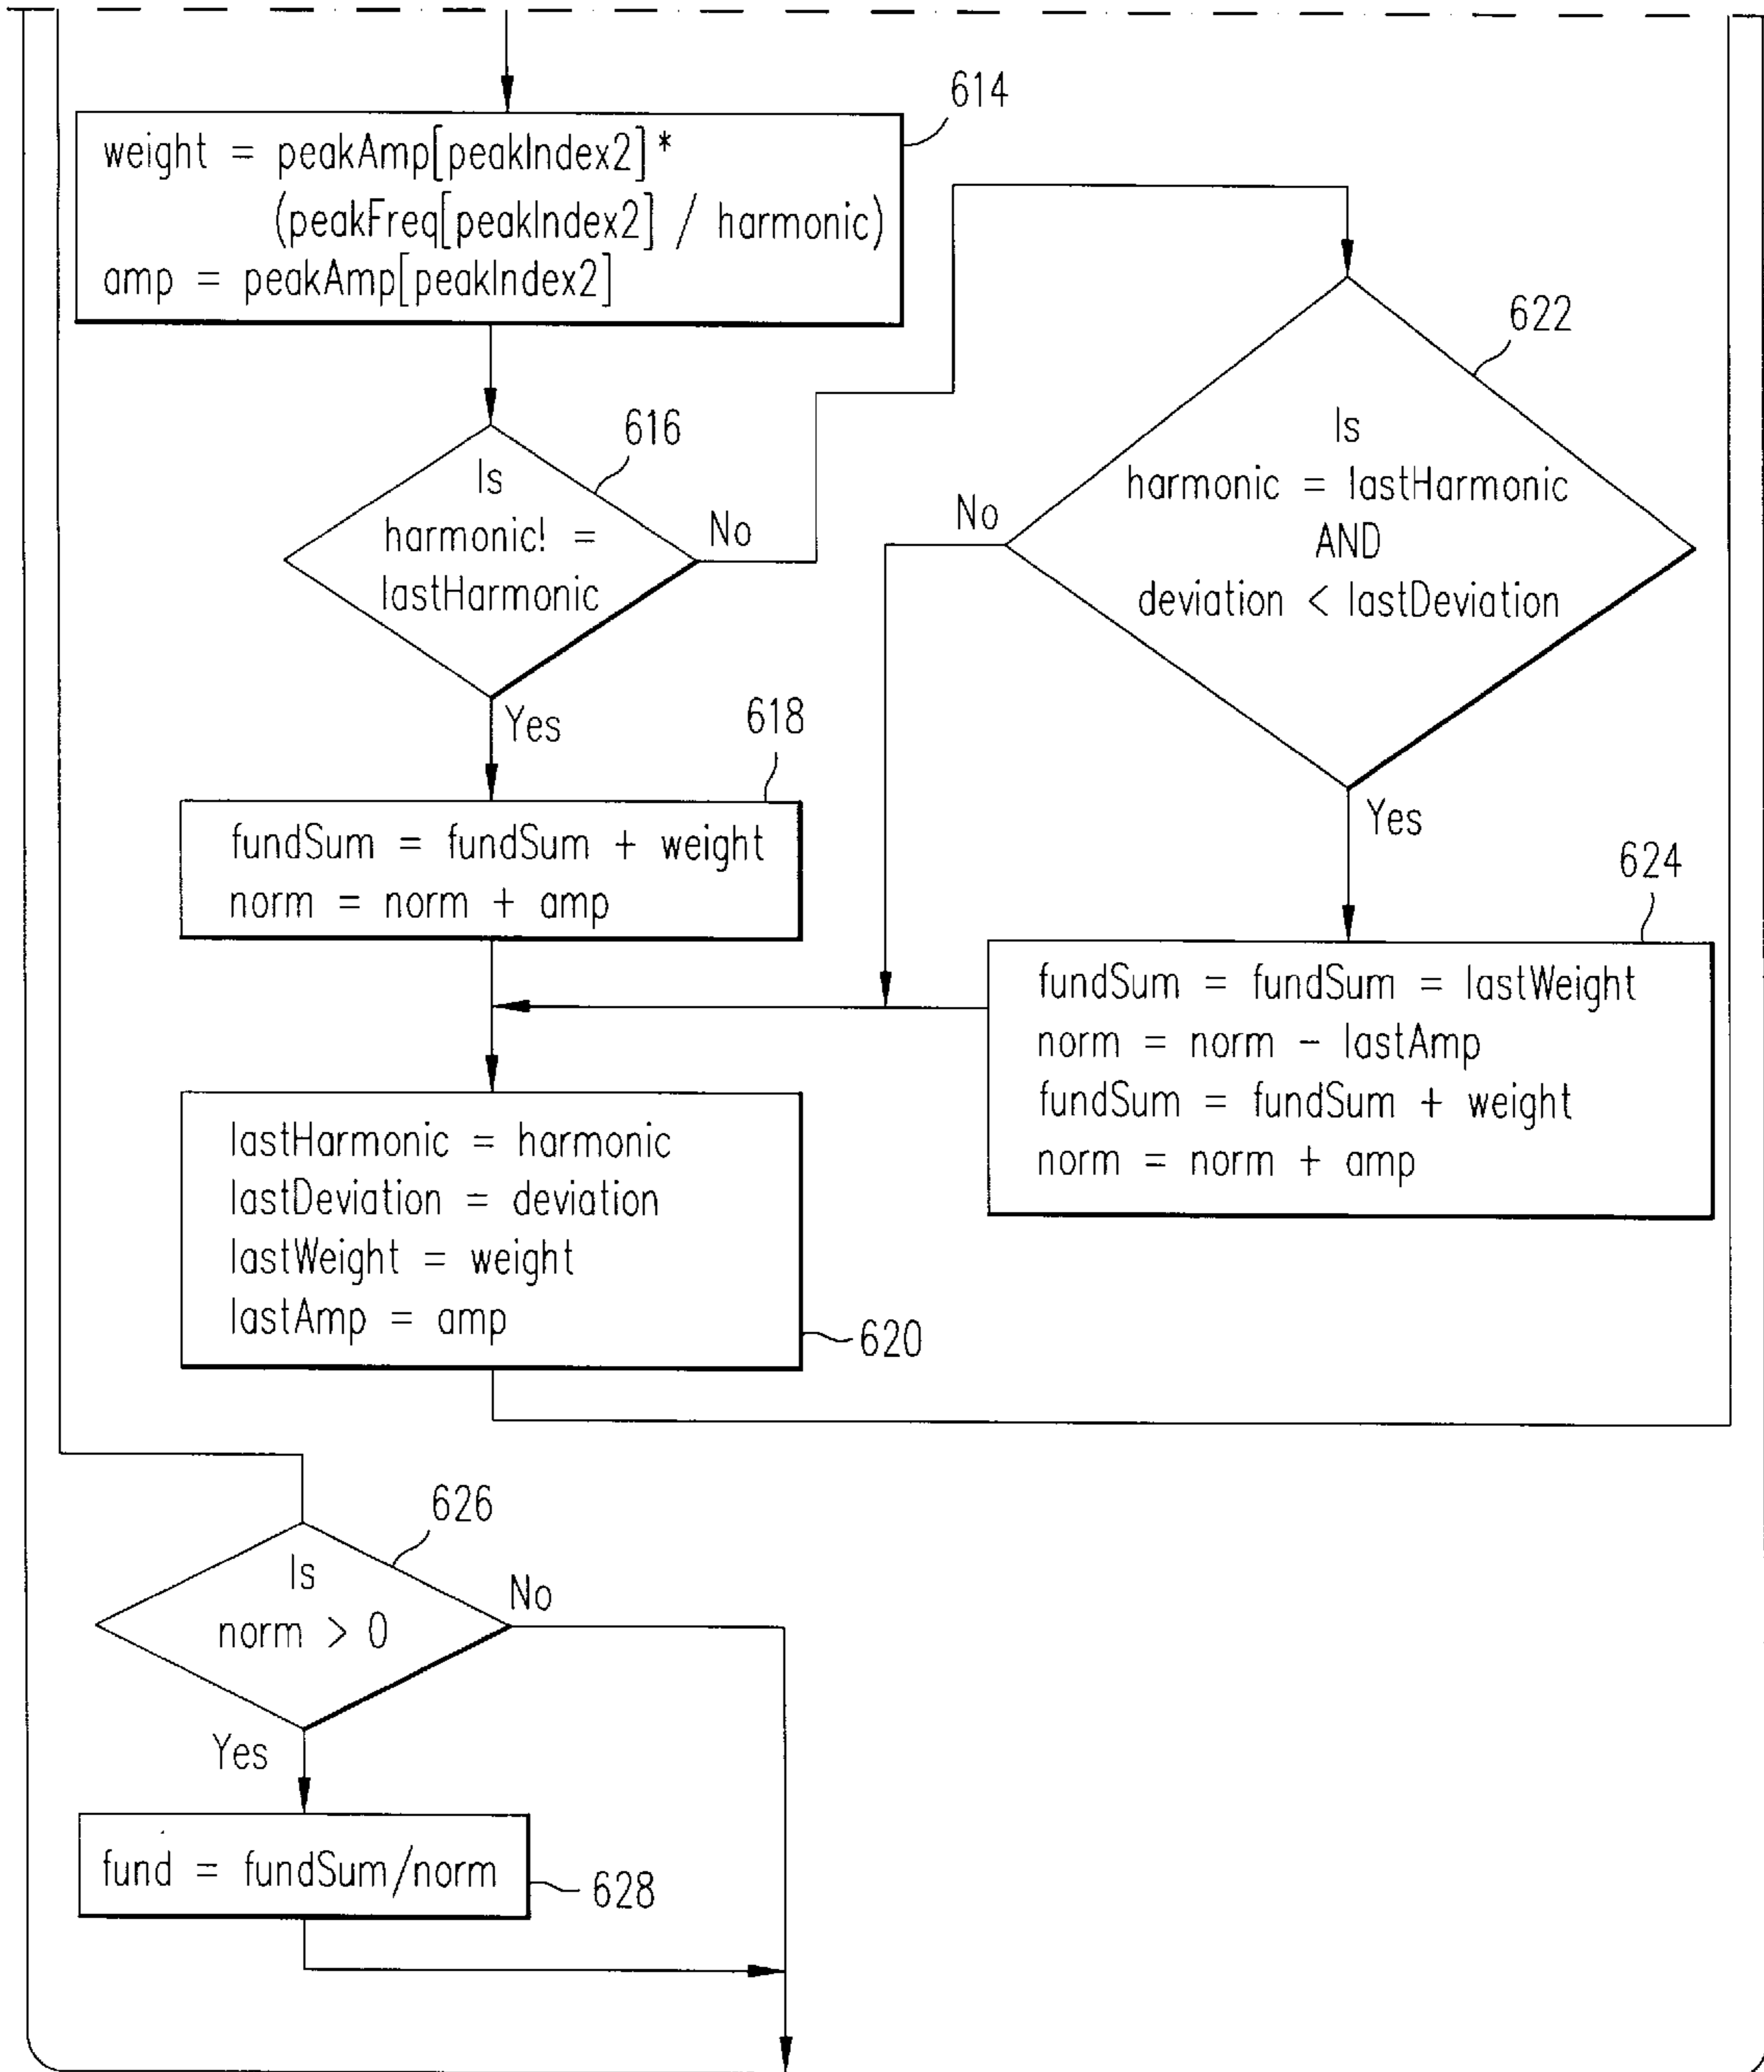 614
weight = peakAmp[peakIndex2]*
(peakFreq[peakIndex2] / harmonic)
amp = peakAmp[peakIndex2]
616
Is
harmonic! =
lastHarmonic
No
Yes
622
Is
harmonic = lastHarmonic
AND
deviation < lastDeviation
No
Yes
618
fundSum = fundSum + weight
norm = norm + amp
624
fundSum = fundSum = lastWeight
norm = norm - lastAmp
fundSum = fundSum + weight
norm = norm + amp
lastHarmonic = harmonic
lastDeviation = deviation
lastWeight = weight
lastAmp = amp
620
626
Is
norm > 0
No
Yes
fund = fundSum/norm
628